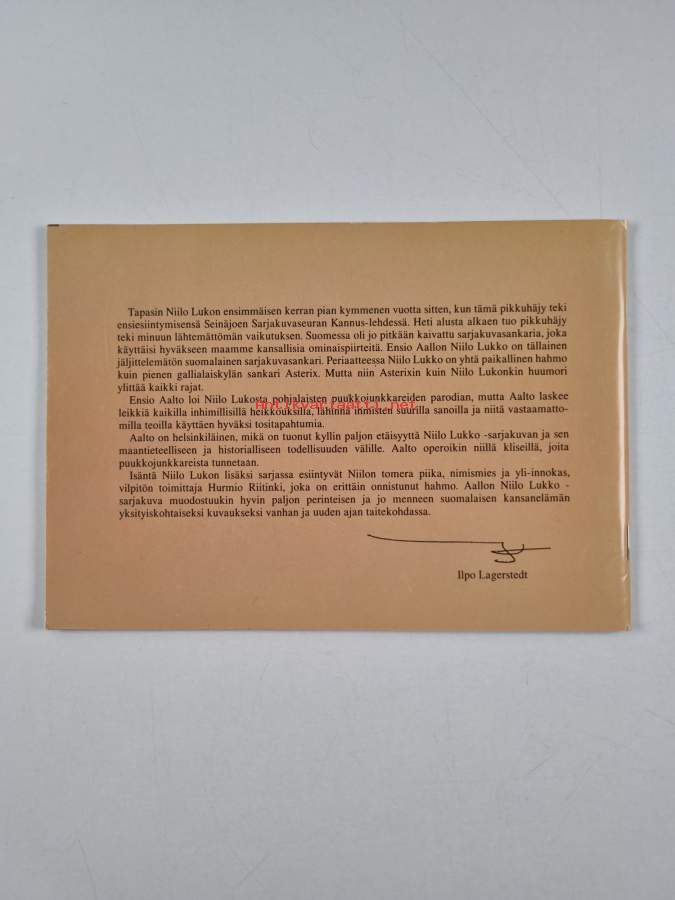 Tapasin Niilo Lukon ensimmäisen kerran pian kymmenen vuotta sitten, kun tämä pikkuhäjy teki
ensiesiintymisensä Seinäjoen Sarjakuvaseuran Kannus-lehdessä. Heti alusta alkaen tuo pikkuhäjy
teki minuun lähtemättömän vaikutuksen. Suomessa oli jo pitkään kaivattu sarjakuvasankaria, joka
käyttäisi hyväkseen maamme kansallisia ominaispiirteitä. Ensio Aallon Niilo Lukko on tällainen
jäljittelemätön suomalainen sarjakuvasankari. Periaatteessa Niilo Lukko on yhtä paikallinen hahmo
kuin pienen gallialaiskylän sankari Asterix. Mutta niin Asterixin kuin Niilo Lukonkin huumori
ylittää kaikki rajat.
Ensio Aalto loi Niilo Lukosta pohjalaisten puukkojunkkareiden parodian, mutta Aalto laskee
antikvariaatti.net
leikkiä kaikilla inhimillisillä heikkouksilla, lähinnä ihmisten suurilla sanoilla ja niitä vastaamatto-
milla teoilla käyttäen hyväksi tositapahtumia.
Aalto on helsinkiläinen, mikä on tuonut kyllin paljon etäisyyttä Niilo Lukko -sarjakuvan ja sen
maantieteelliseen ja historialliseen todellisuuden välille. Aalto operoikin niillä kliseillä, joita
puukkojunkkareista tunnetaan.
Isäntä Niilo Lukon lisäksi sarjassa esiintyvät Niilon tomera piika, nimismies ja yli-innokas,
vilpitön toimittaja Hurmio Riitinki, joka on erittäin onnistunut hahmo. Aallon Niilo Lukko -
sarjakuva muodostuukin hyvin paljon perinteisen ja jo menneen suomalaisen kansanelämän
yksityiskohtaiseksi kuvaukseksi vanhan ja uuden ajan taitekohdassa.
Ilpo Lagerstedt